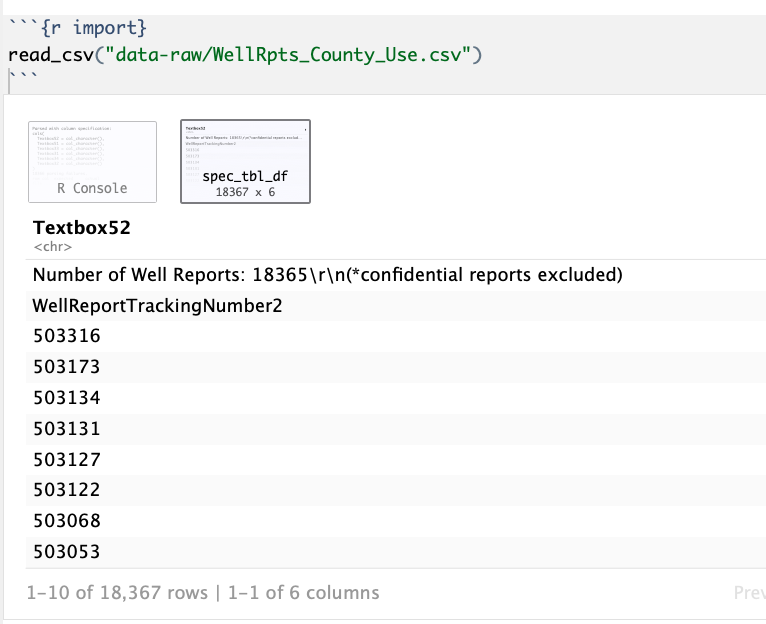 ```{r import}
read_csv("data-raw/WellRpts_County_Use.csv")
```
R Console
spec_tbl_df
18367 x 6
Textbox52
<chr>
Number of Well Reports: 18365\r\n(*confidential reports excluded)
WellReportTrackingNumber2
503316
503173
503134
503131
503127
503122
503068
503053
1-10 of 18,367 rows | 1-1 of 6 columns
Prev